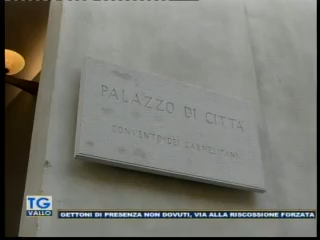 PALAZZO DI CITTÀ
CONVENTO DEI CARMELITANI
TG
VALLO
GETTONI DI PRESENZA NON DOVUTI, VIA ALLA RISCOSSIONE FORZATA